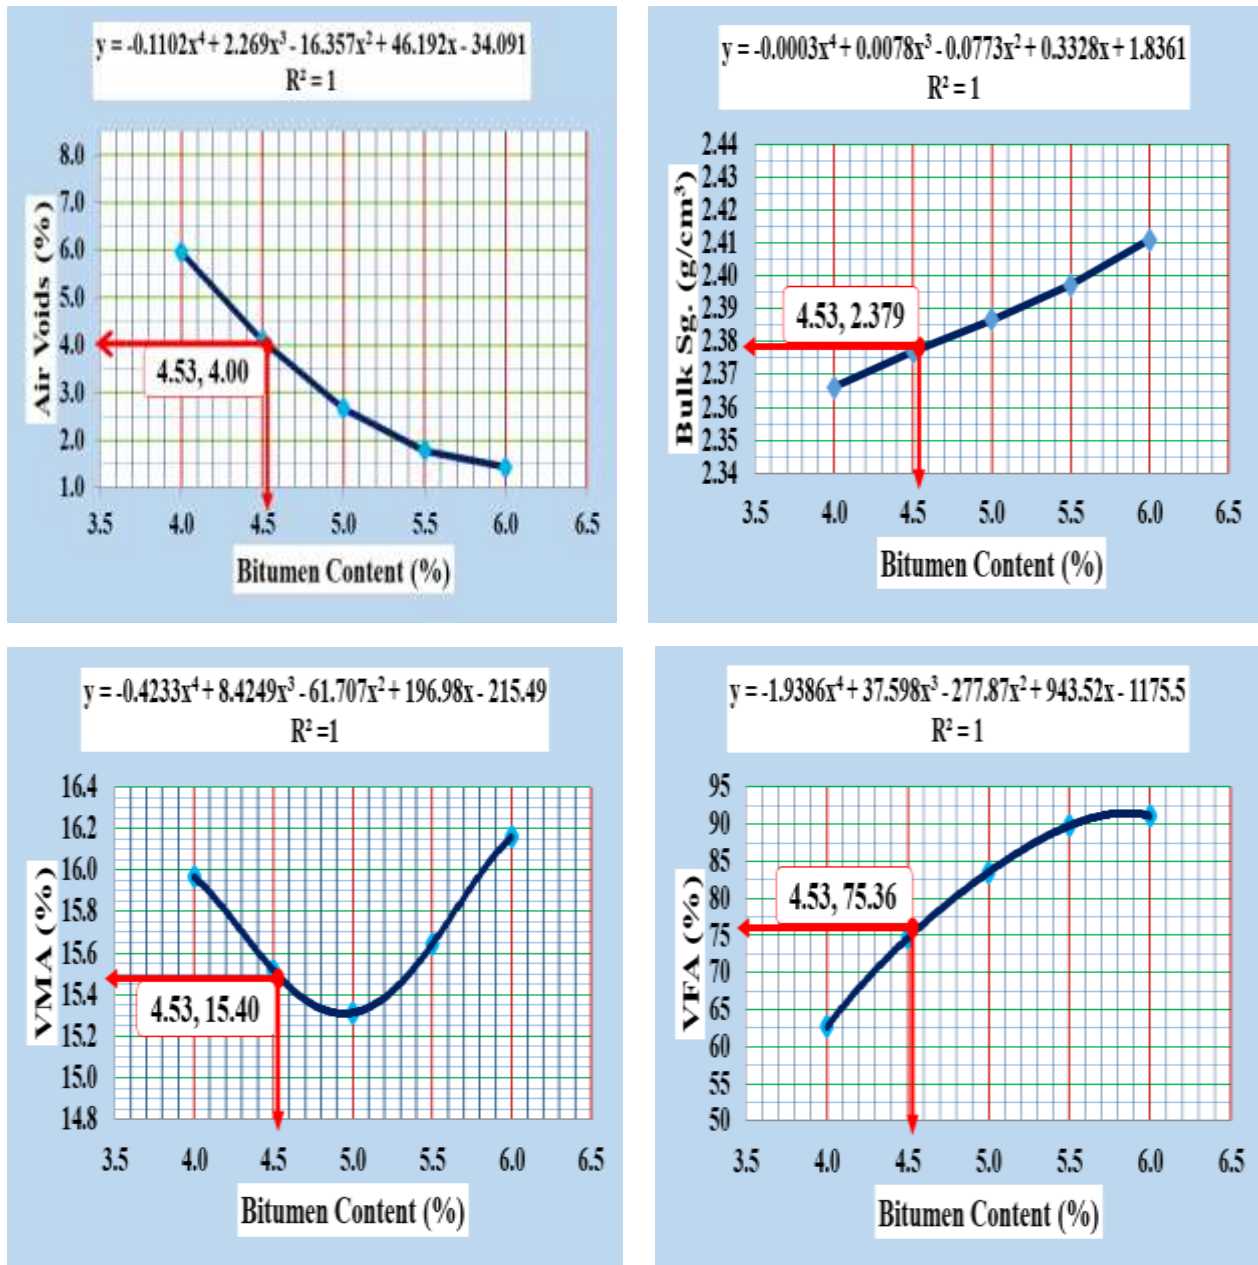 y = -0.1102x⁴ + 2.269x³ - 16.357x² + 46.192x - 34.091
R² = 1
8.0
7.0
6.0
5.0
4.0
3.0
2.0
1.0
Air Voids (%)
4.53, 4.00
3.5 4.0 4.5 5.0 5.5 6.0 6.5
Bitumen Content (%)
y = -0.0003x⁴ + 0.0078x³ - 0.0773x² + 0.3328x + 1.8361
R² = 1
2.44
2.43
2.42
2.41
2.40
2.39
2.38
2.37
2.36
2.35
2.34
Bulk Sg. (g/cm³)
4.53, 2.379
3.5 4.0 4.5 5.0 5.5 6.0 6.5
Bitumen Content (%)
y = -0.4233x⁴ + 8.4249x³ - 61.707x² + 196.98x - 215.49
R² =1
16.4
16.2
16.0
15.8
15.6
15.4
15.2
15.0
14.8
VMA (%)
4.53, 15.40
3.5 4.0 4.5 5.0 5.5 6.0 6.5
Bitumen Content (%)
y = -1.9386x⁴ + 37.598x³ - 277.87x² + 943.52x - 1175.5
R² = 1
95
90
85
80
75
70
65
60
55
50
VFA (%)
4.53, 75.36
3.5 4.0 4.5 5.0 5.5 6.0 6.5
Bitumen Content (%)